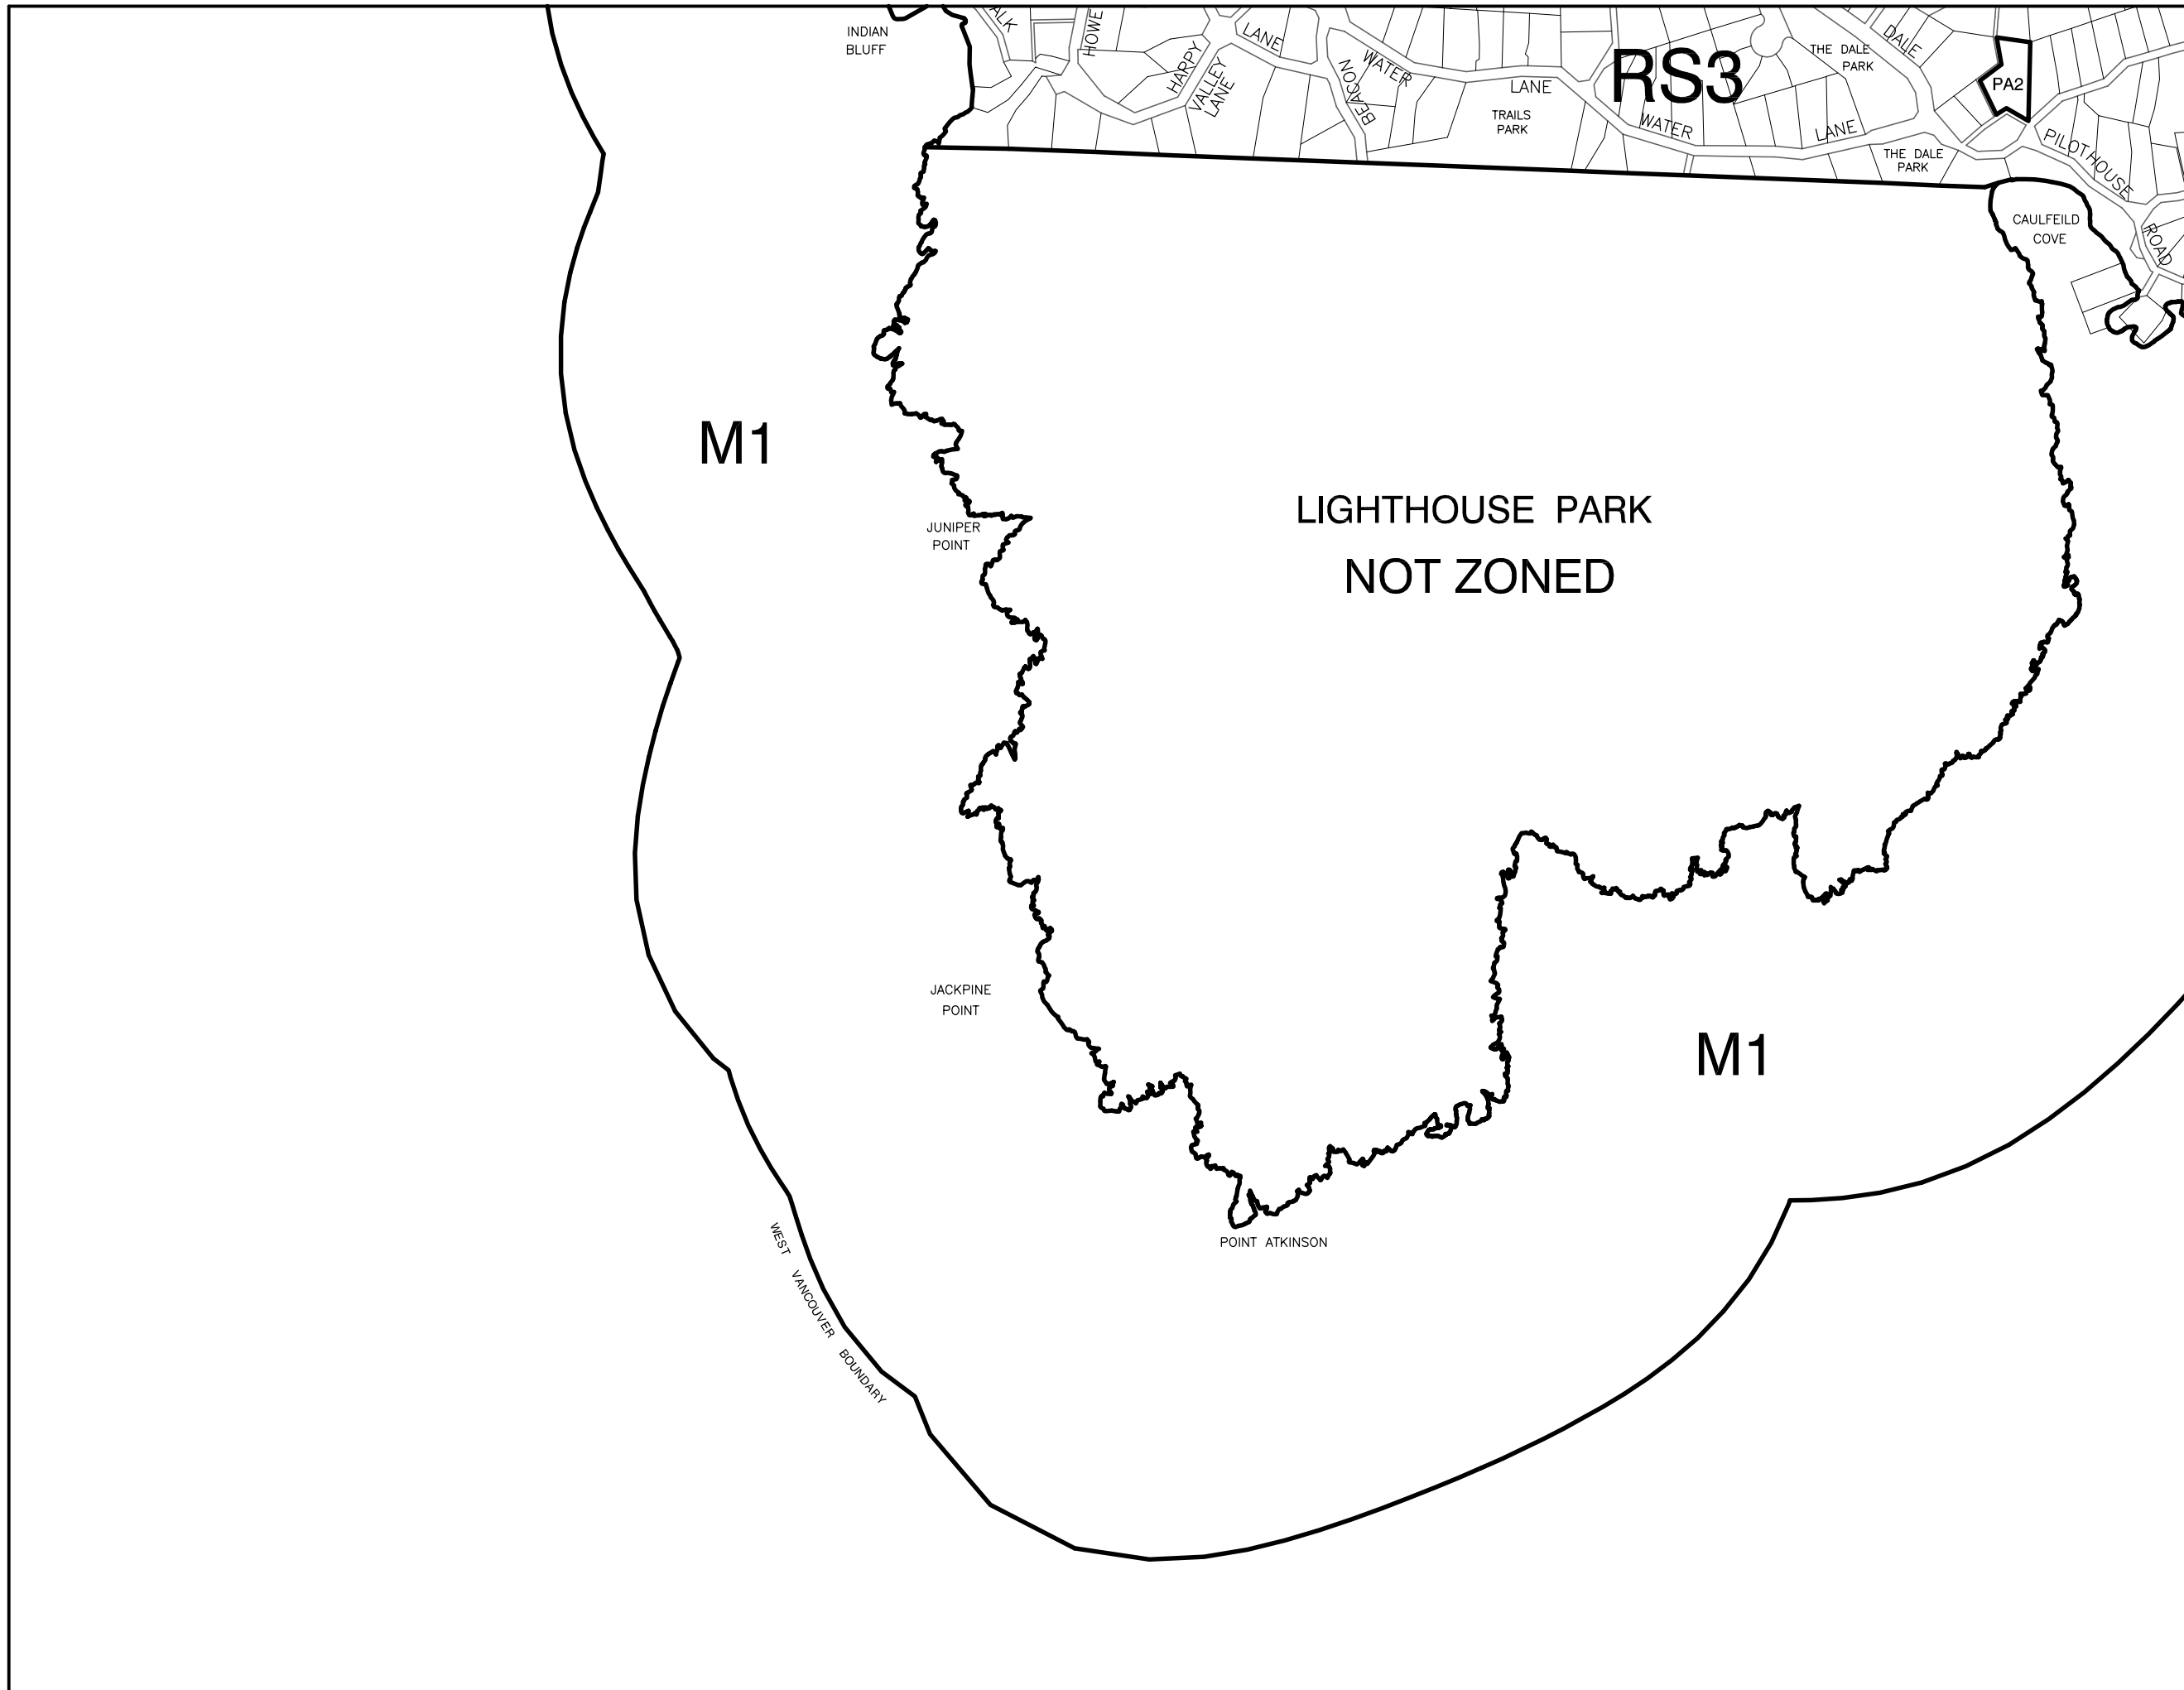 INDIAN
BLUFF
HOWE
HAPPY
VALLEY
LANE
LANE
BEACON
WATER
LANE
RS3
TRAILS
PARK
WATER
LANE
THE DALE
PARK
DALE
PA2
THE DALE
PARK
PILOTHOUSE
ROAD
CAULFEILD
COVE
M1
LIGHTHOUSE PARK
NOT ZONED
JUNIPER
POINT
JACKPINE
POINT
M1
POINT ATKINSON
WEST VANCOUVER BOUNDARY